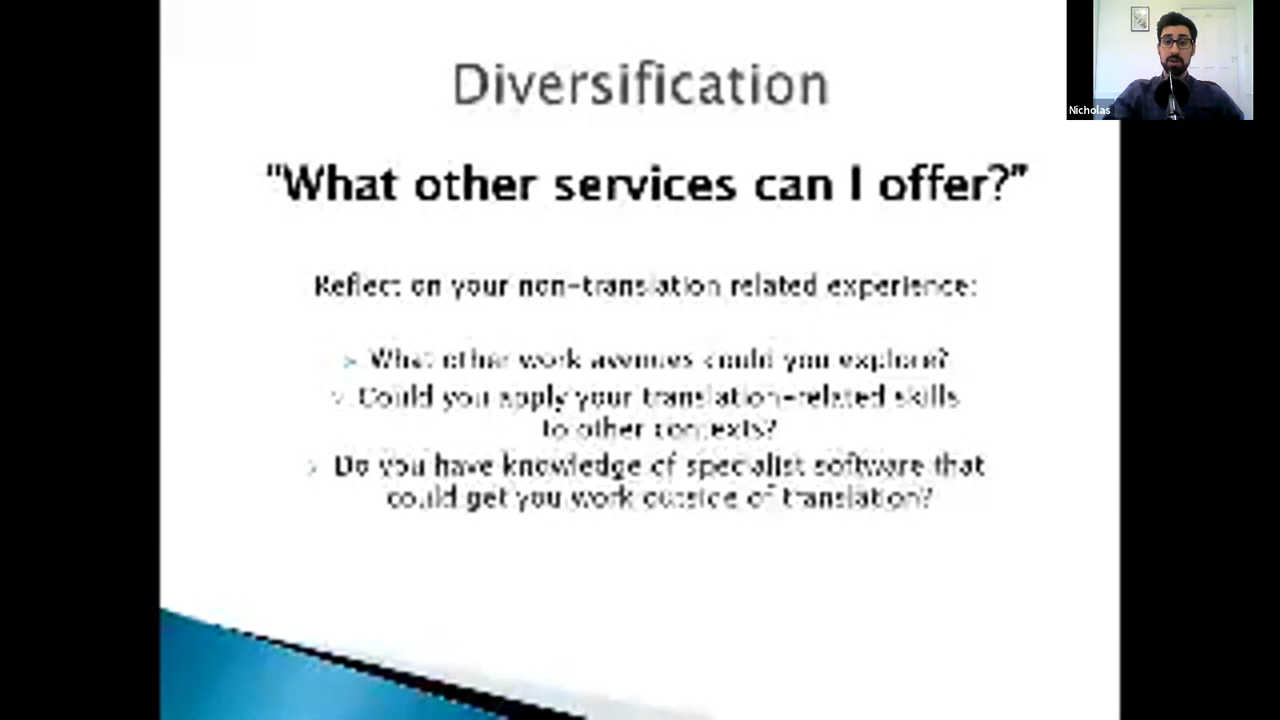 Diversification
"What other services can I offer?"
Reflect on your non-translation related experience:
What other work avenues could you explore?
Could you apply your translation-related skills
to other contexts?
Do you have knowledge of specialist software that
could get you work outside of translation?
Nicholas